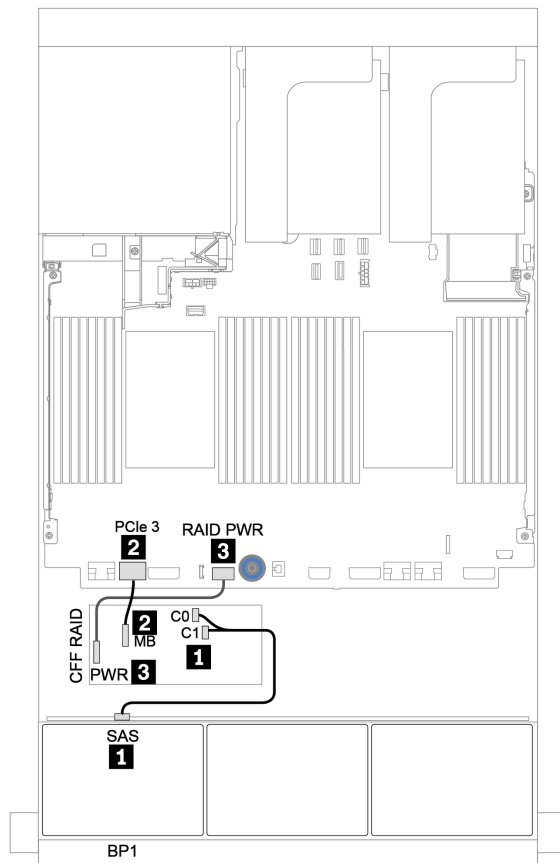 PCIe 3
2
RAID PWR
3
CFF RAID
2
MB
C0
C1
1
PWR 3
SAS
1
BP1